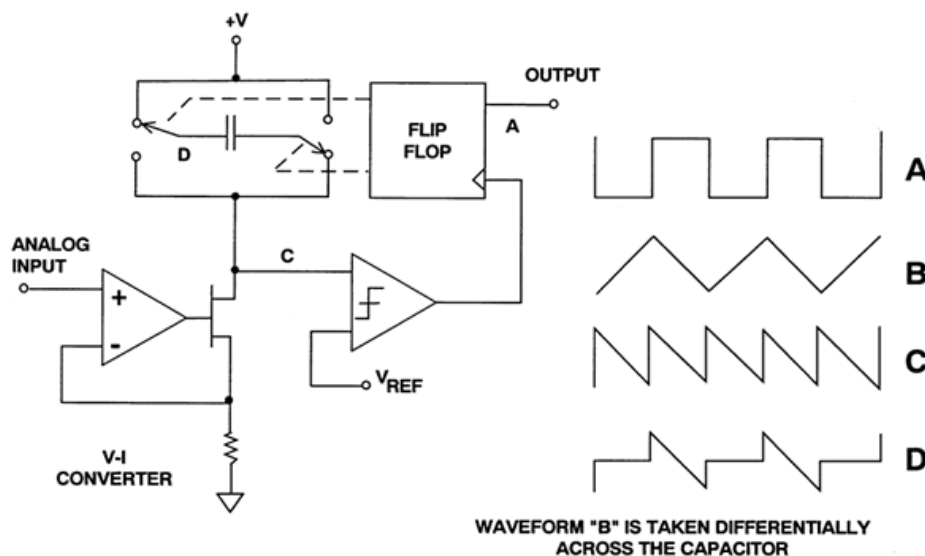 +V
OUTPUT
A
FLIP
FLOP
D
ANALOG
INPUT
C
+
-
VREF
V-I
CONVERTER
A
B
C
D
WAVEFORM "B" IS TAKEN DIFFERENTIALLY
ACROSS THE CAPACITOR